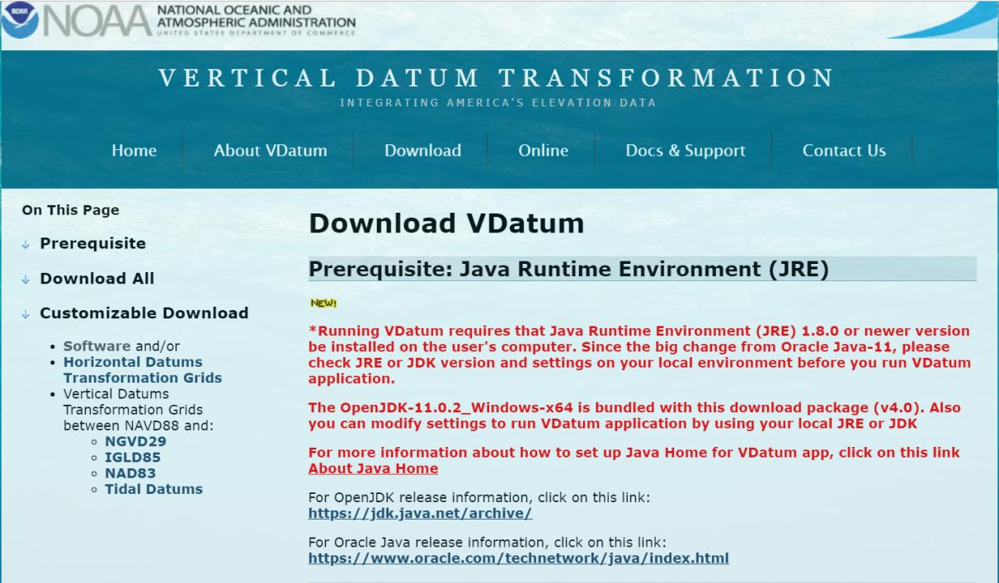 NOAA
NOAA
NATIONAL OCEANIC AND
ATMOSPHERIC ADMINISTRATION
UNITED STATES DEPARTMENT OF COMMERCE
VERTICAL DATUM TRANSFORMATION
INTEGRATING AMERICA'S ELEVATION DATA
Home
About VDatum
Download
Online
Docs & Support
Contact Us
On This Page
Prerequisite
Download All
Customizable Download
Software and/or
Horizontal Datums
Transformation Grids
Vertical Datums
Transformation Grids
between NAVD88 and:
NGVD29
IGLD85
NAD83
Tidal Datums
Download VDatum
Prerequisite: Java Runtime Environment (JRE)
NEW!
*Running VDatum requires that Java Runtime Environment (JRE) 1.8.0 or newer version
be installed on the user's computer. Since the big change from Oracle Java-11, please
check JRE or JDK version and settings on your local environment before you run VDatum
application.
The OpenJDK-11.0.2_Windows-x64 is bundled with this download package (v4.0). Also
you can modify settings to run VDatum application by using your local JRE or JDK
For more information about how to set up Java Home for VDatum app, click on this link
About Java Home
For OpenJDK release information, click on this link:
https://jdk.java.net/archive/
For Oracle Java release information, click on this link:
https://www.oracle.com/technetwork/java/index.html